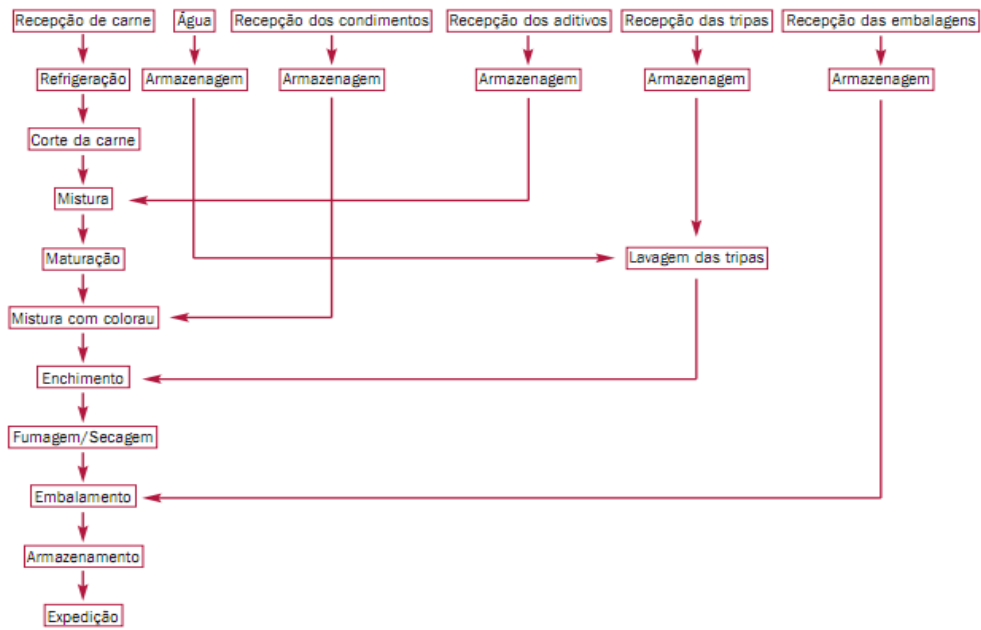 Recepção de carne
Água
Recepção dos condimentos
Recepção dos aditivos
Recepção das tripas
Recepção das embalagens
Refrigeração
Armazenagem
Armazenagem
Armazenagem
Armazenagem
Armazenagem
Corte da carne
Mistura
Maturação
Lavagem das tripas
Mistura com colorau
Enchimento
Fumagem/Secagem
Embalamento
Armazenamento
Expedição